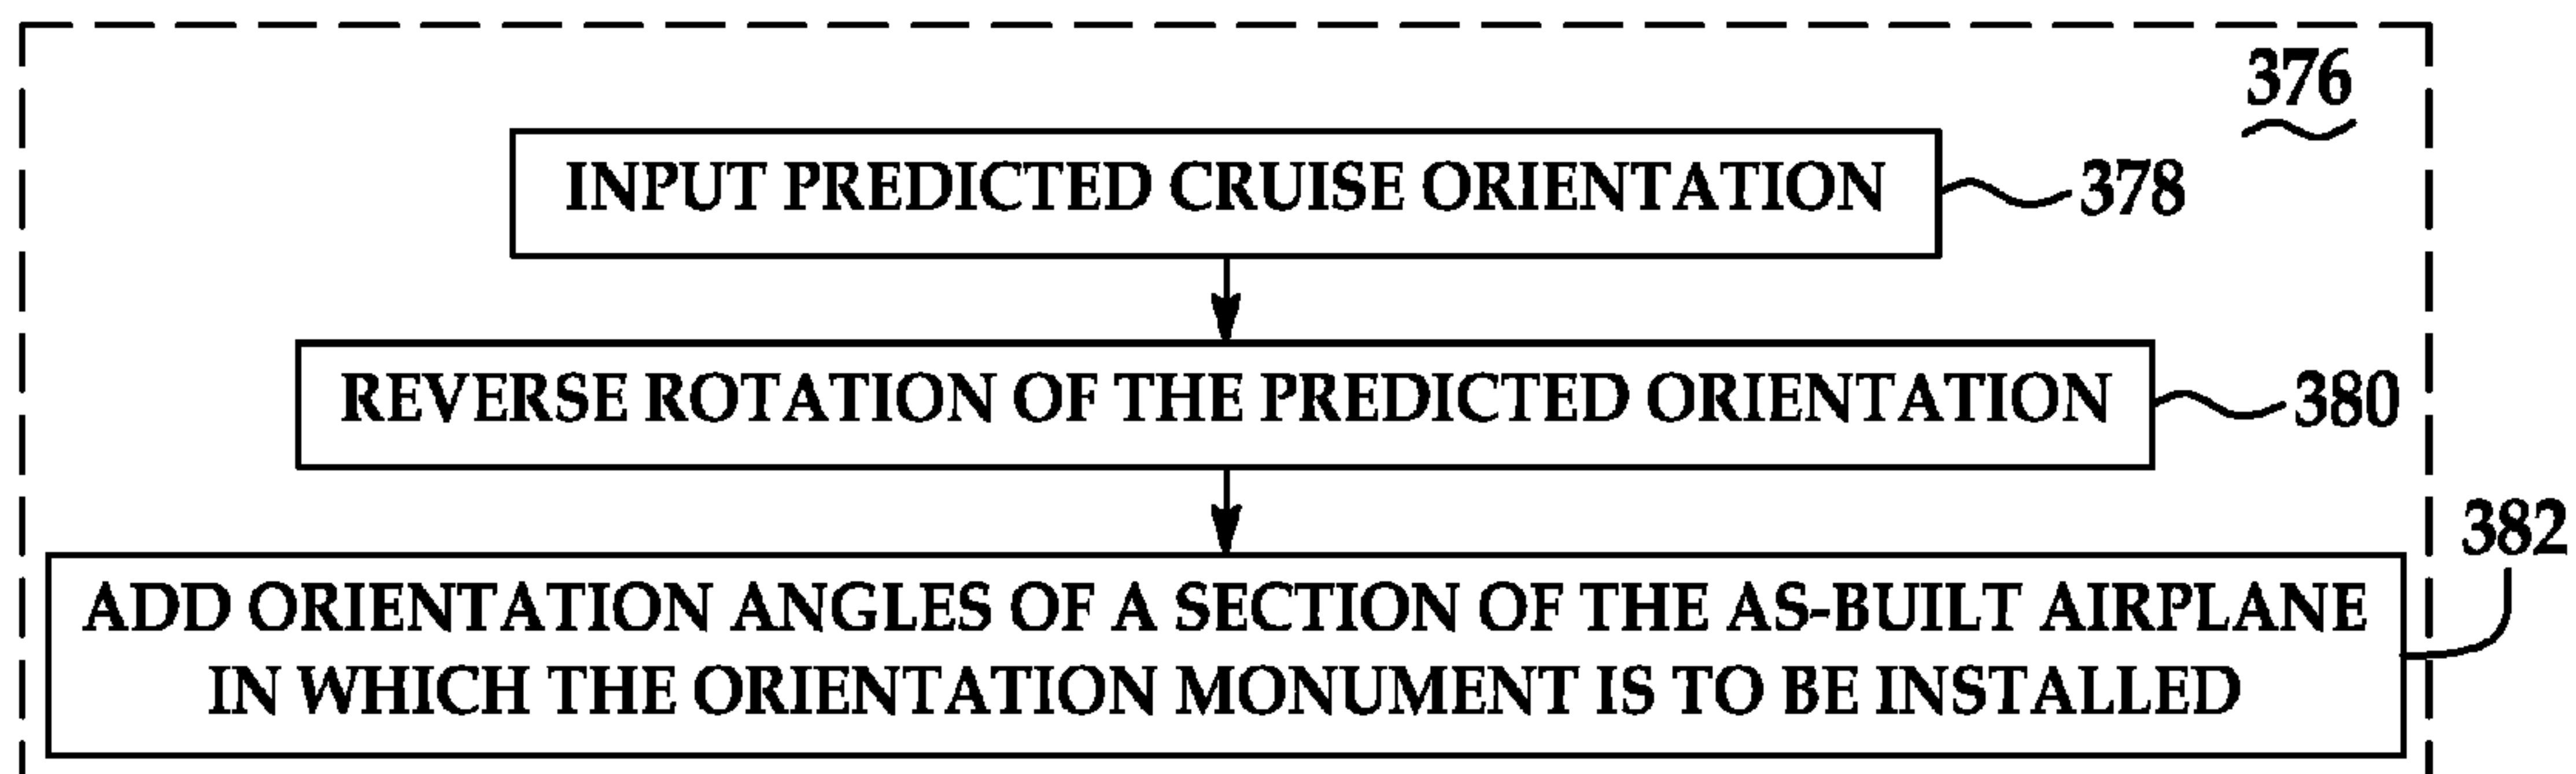 376
INPUT PREDICTED CRUISE ORIENTATION
378
REVERSE ROTATION OF THE PREDICTED ORIENTATION
380
382
ADD ORIENTATION ANGLES OF A SECTION OF THE AS-BUILT AIRPLANE
IN WHICH THE ORIENTATION MONUMENT IS TO BE INSTALLED